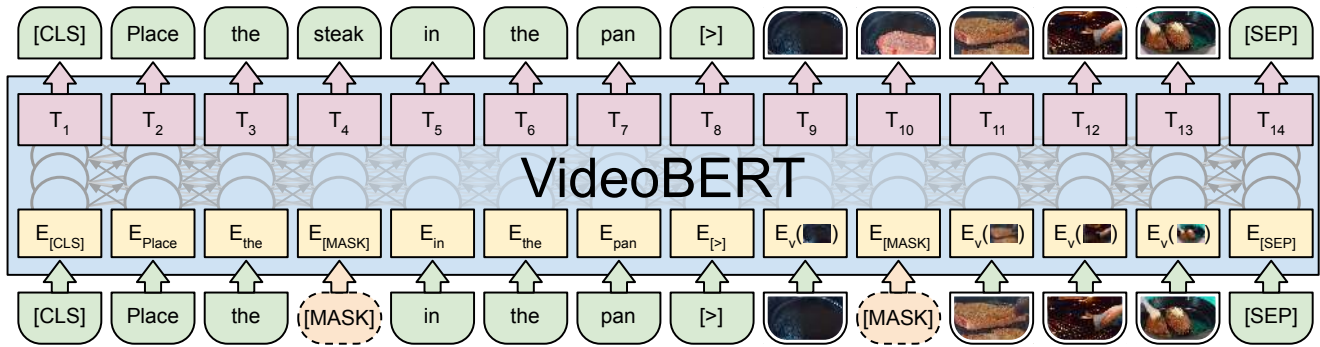 [CLS] Place the steak in the pan [>] [SEP]
T1 T2 T3 T4 T5 T6 T7 T8 T9 T10 T11 T12 T13 T14
VideoBERT
E[CLS] EPlace Ethe E[MASK] Ein Ethe Epan E[>] Ev( ) E[MASK] Ev( ) Ev( ) Ev( ) E[SEP]
[CLS] Place the [MASK] in the pan [>] [MASK] [SEP]